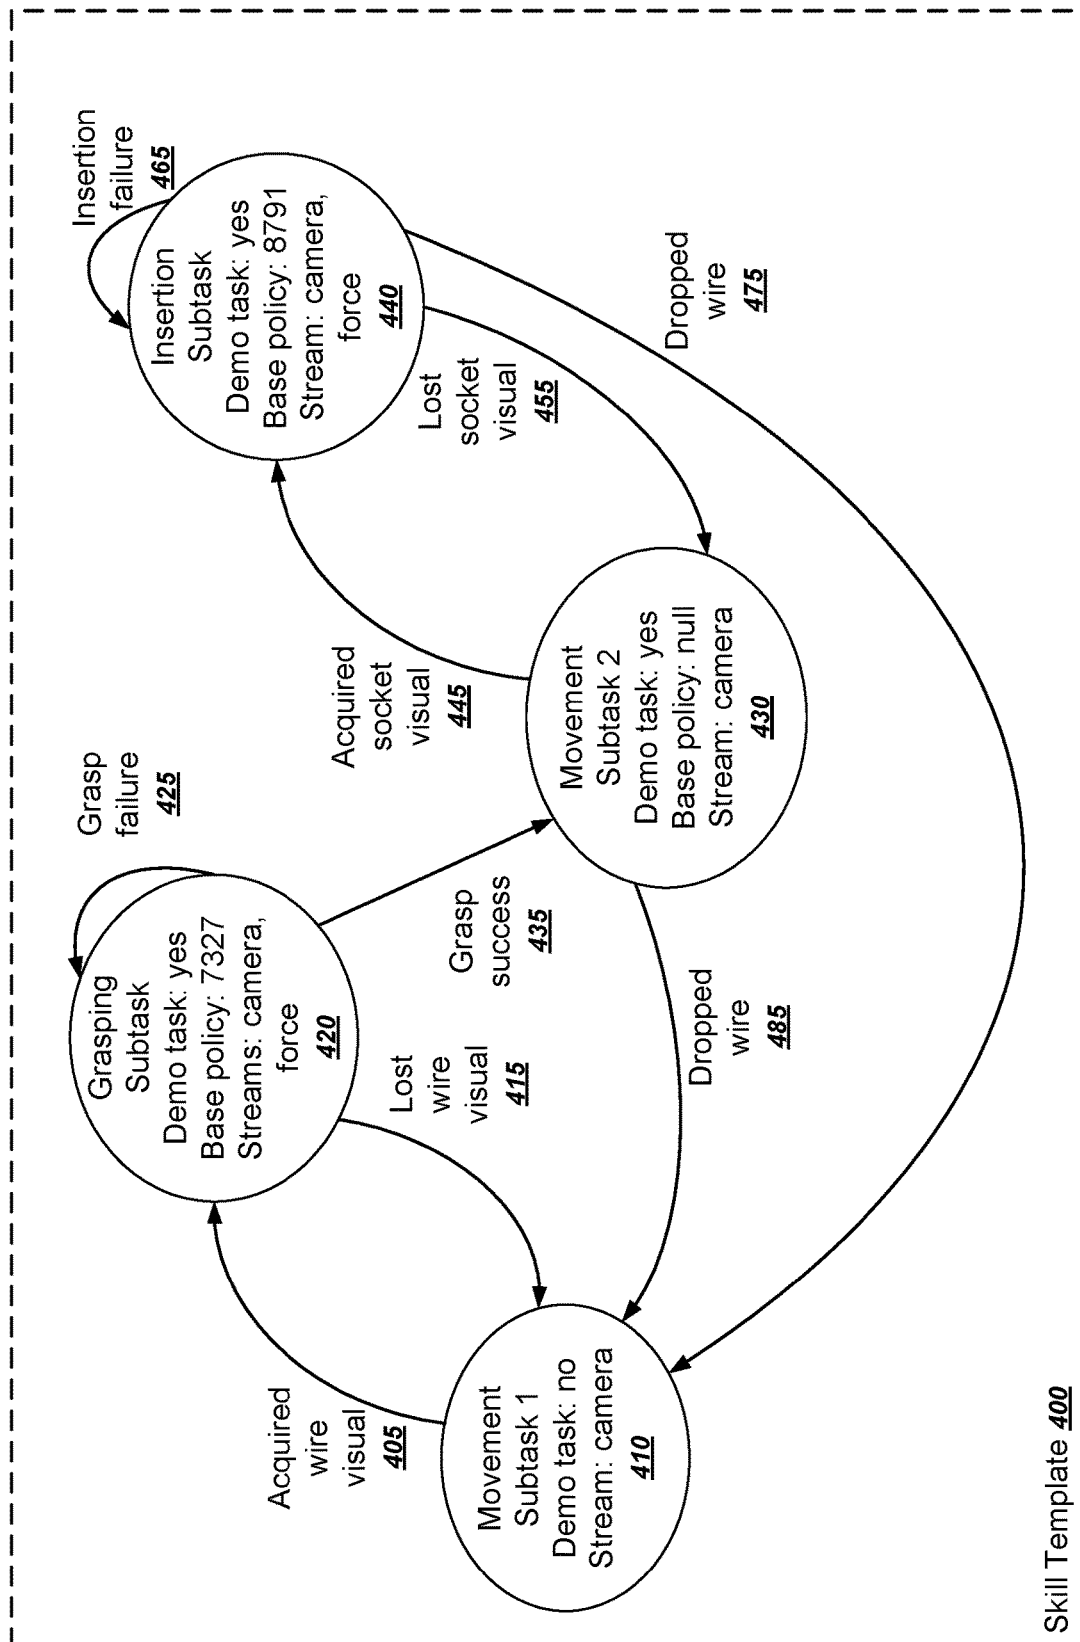 Grasp
failure
425
Grasping
Subtask
Demo task: yes
Base policy: 7327
Streams: camera,
force
420
Insertion
failure
465
Insertion
Subtask
Demo task: yes
Base policy: 8791
Stream: camera,
force
440
Acquired
wire
visual
405
Lost
wire
visual
415
Grasp
success
435
Acquired
socket
visual
445
Lost
socket
visual
455
Movement
Subtask 1
Demo task: no
Stream: camera
410
Movement
Subtask 2
Demo task: yes
Base policy: null
Stream: camera
430
Dropped
wire
485
Dropped
wire
475
Skill Template 400